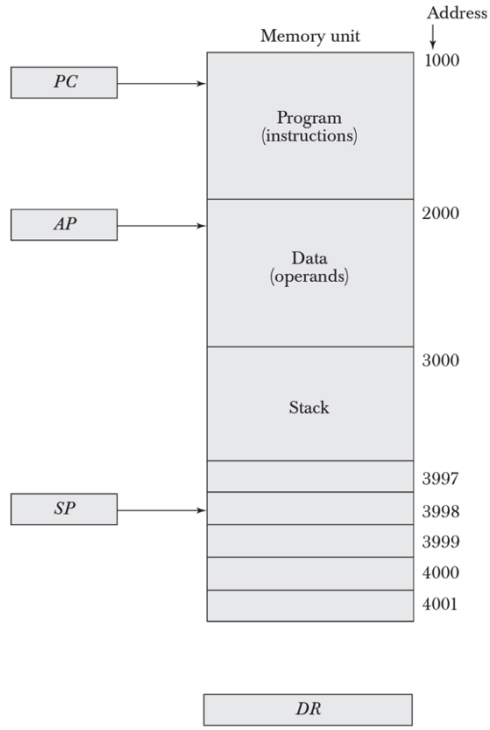 Address
Memory unit
1000
PC
Program
(instructions)
2000
AP
Data
(operands)
3000
Stack
3997
SP
3998
3999
4000
4001
DR